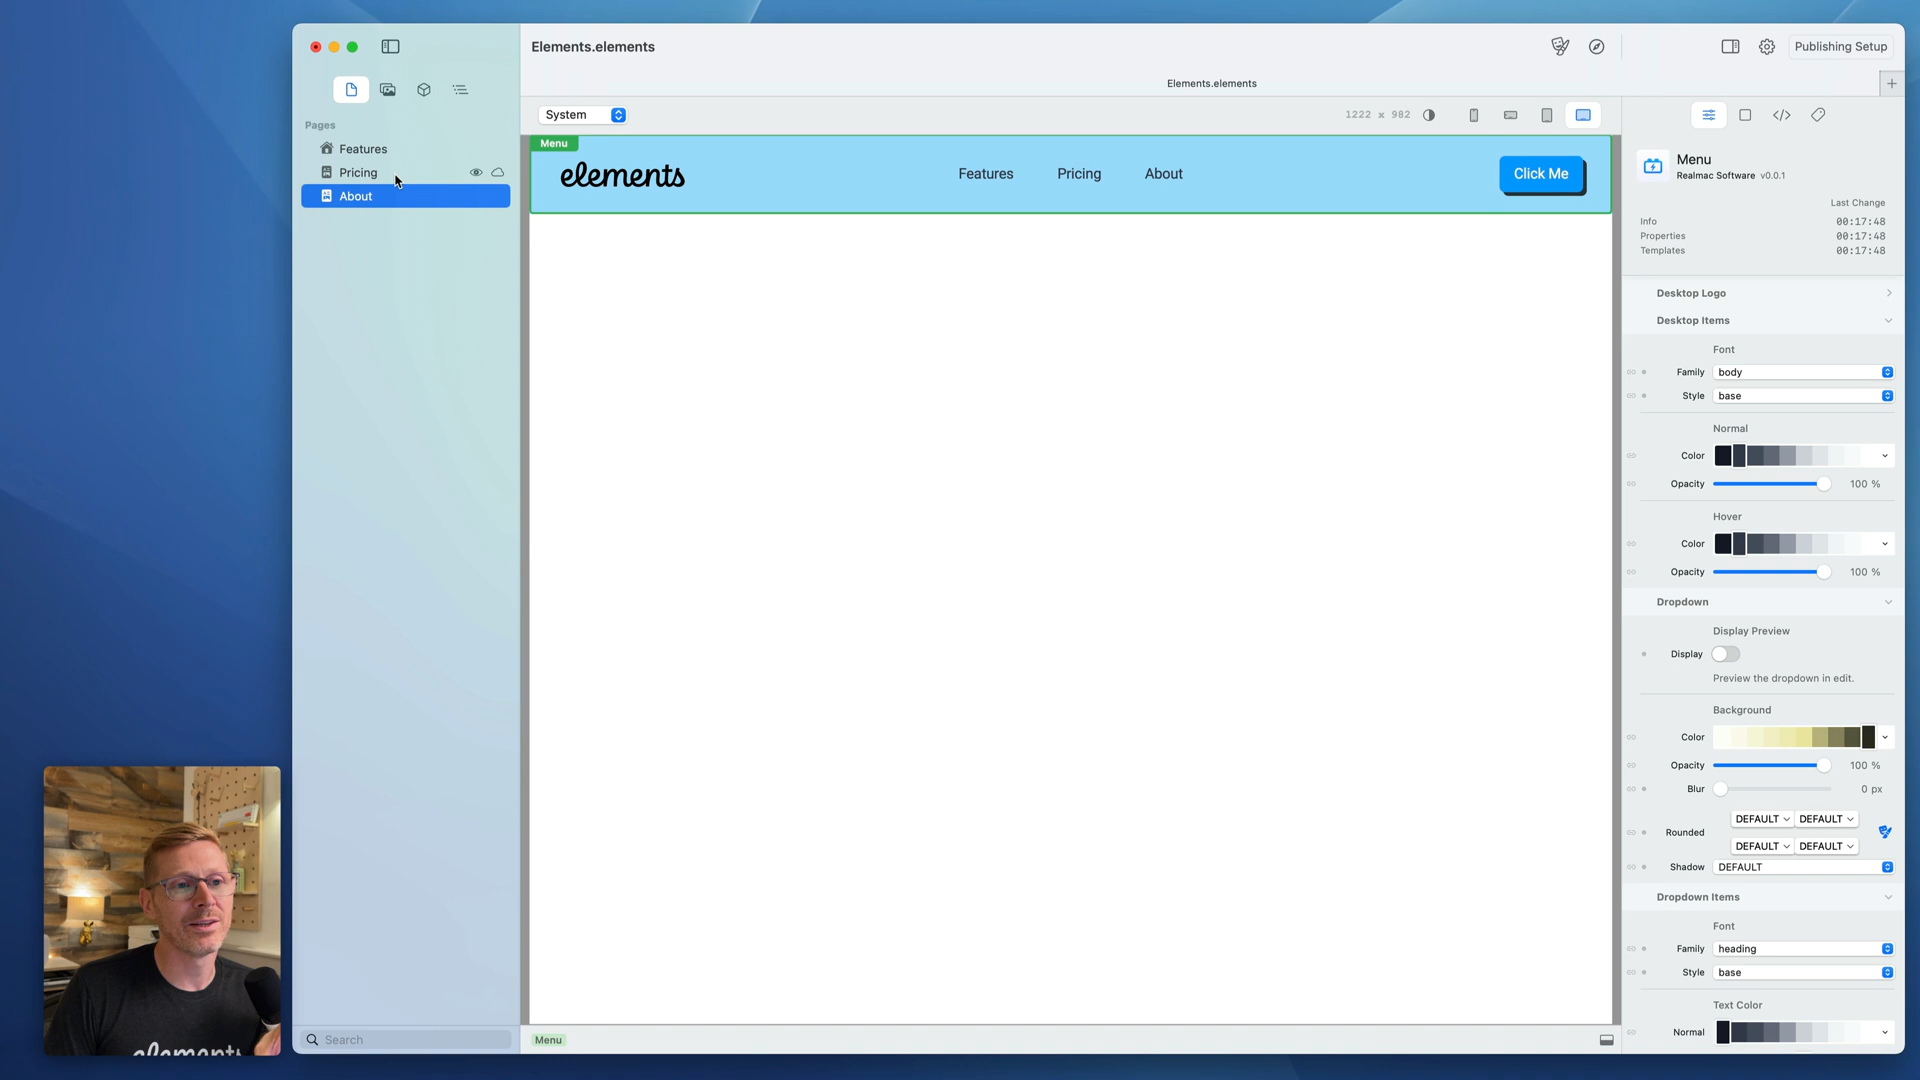 Elements.elements
Publishing Setup
Elements.elements
System
1222 x 982
Pages
Features
Pricing
About
Menu
elements
Features
Pricing
About
Click Me
Menu
Realmac Software v0.0.1
Last Change
Info 00:17:48
Properties 00:17:48
Templates 00:17:48
Desktop Logo
Desktop Items
Font
Family body
Style base
Normal
Color
Opacity 100 %
Hover
Color
Opacity 100 %
Dropdown
Display Preview
Display
Preview the dropdown in edit.
Background
Color
Opacity 100 %
Blur 0 px
DEFAULT DEFAULT
Rounded
DEFAULT DEFAULT
Shadow DEFAULT
Dropdown Items
Font
Family heading
Style base
Text Color
Normal
Search
Menu
elements